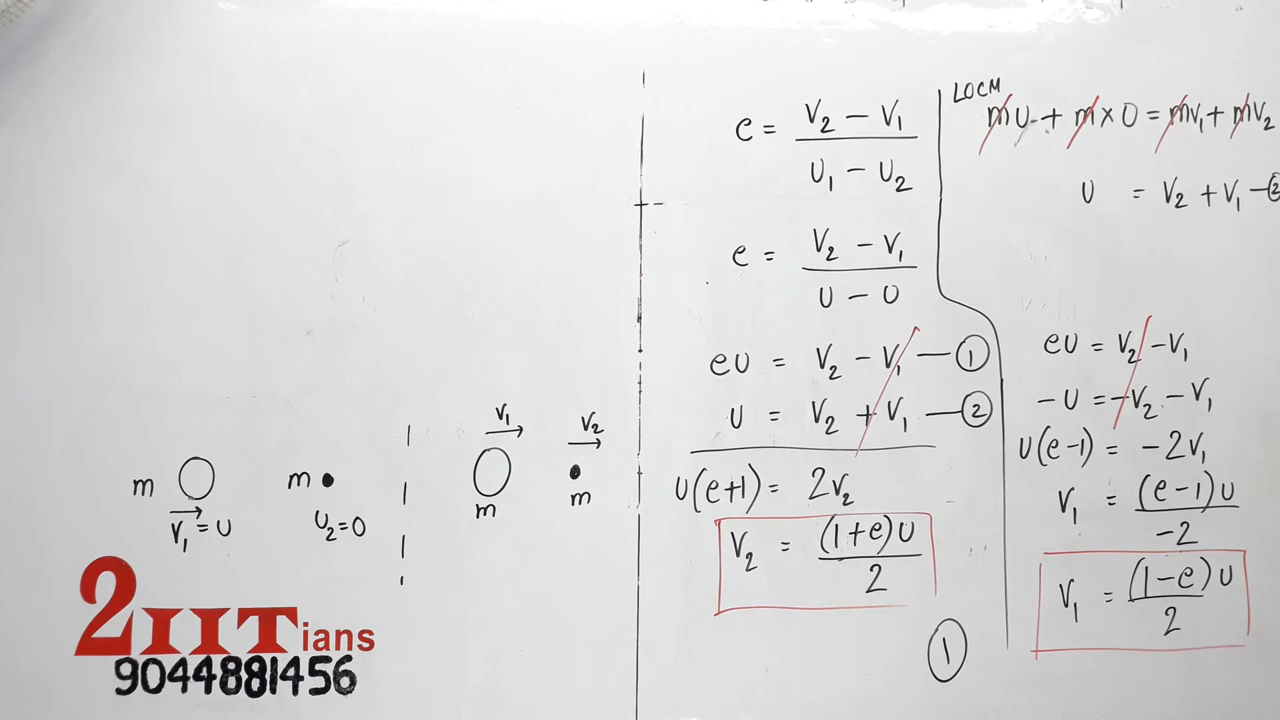 m
V₁ = U
m
U₂=0
V₁
V₂
m
m
2IITians
9044881456
e = (V₂ − V₁)/(U₁ − U₂)
e = (V₂ − V₁)/(U − O)
eU = V₂ − V₁ — ①
U = V₂ + V₁ — ②
U(e+1) = 2V₂
V₂ = (1+e)U/2
①
LOCM
mU + m×0 = mV₁ + mV₂
U = V₂ + V₁ — ②
eU = V₂ − V₁
−U = −V₂ − V₁
U(e−1) = −2V₁
V₁ = (e−1)U/−2
V₁ = (1−e)U/2